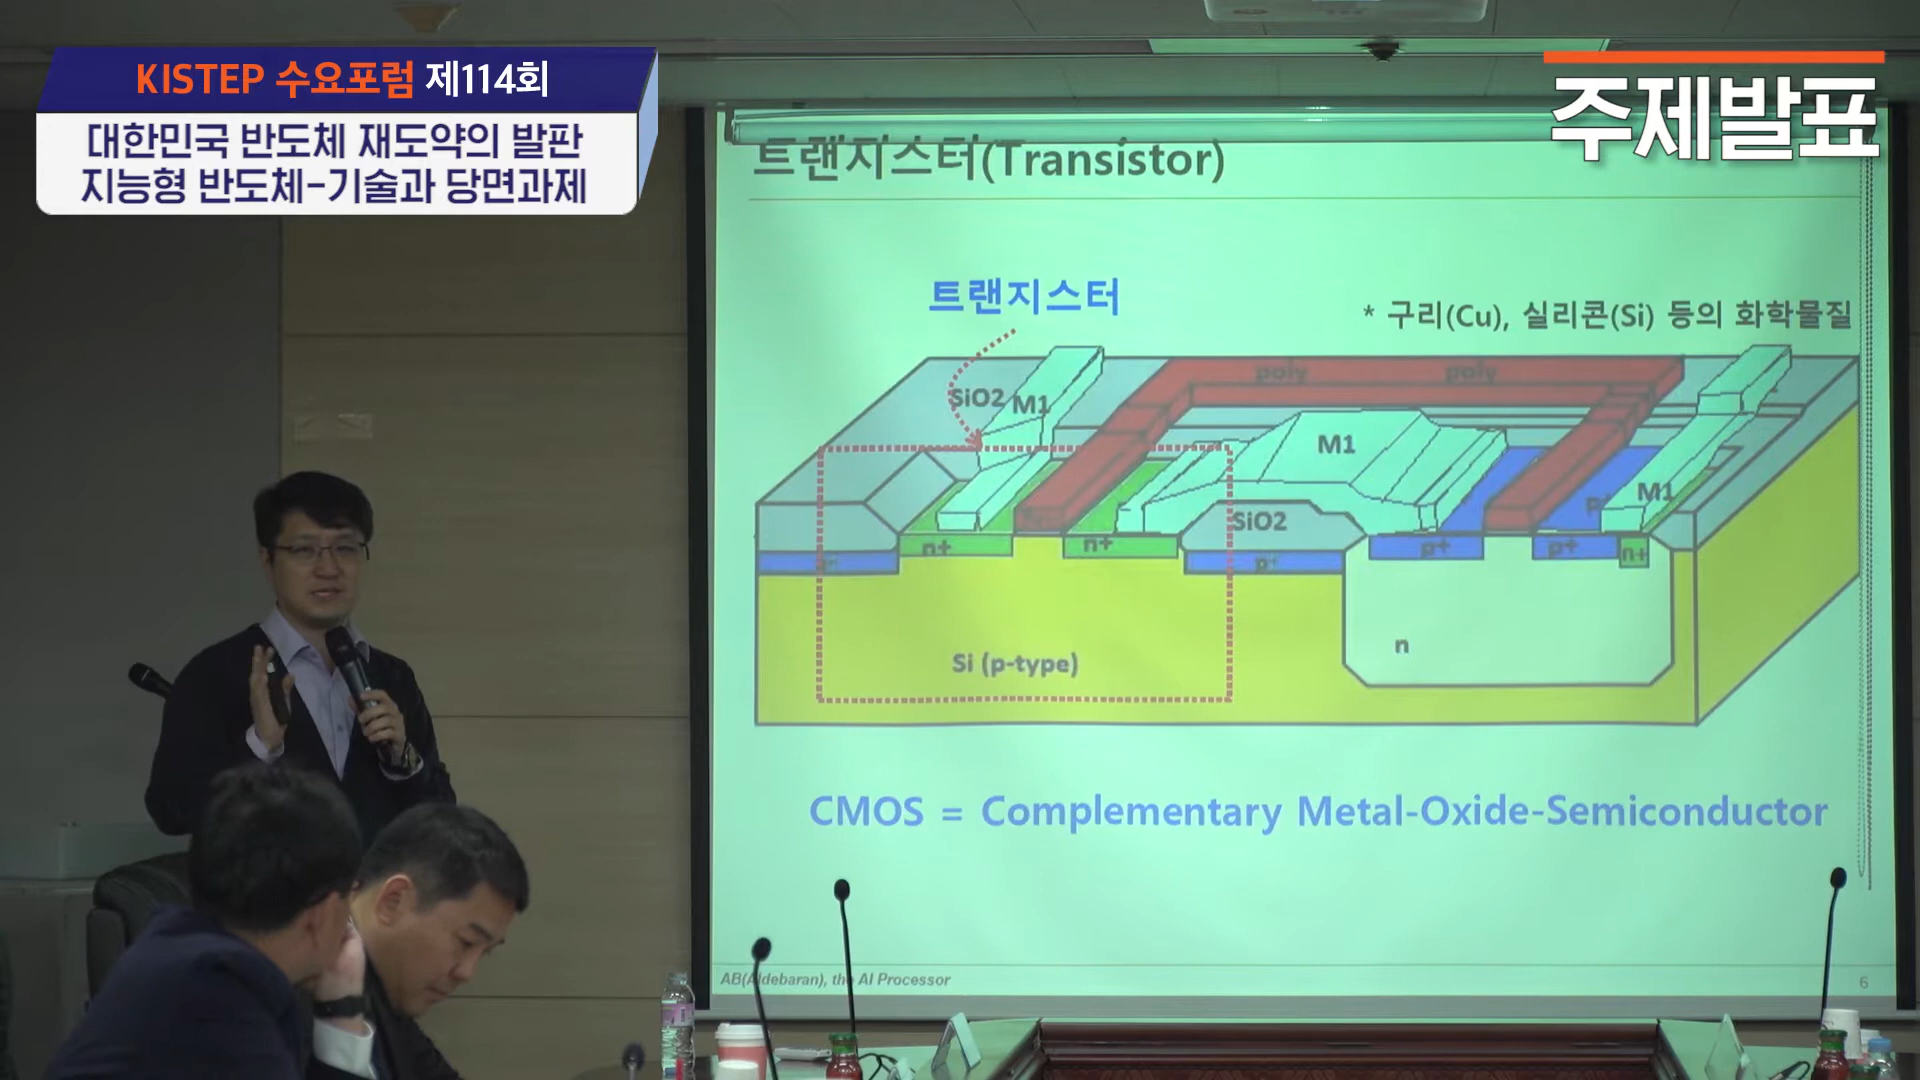 KISTEP 수요포럼 제114회
대한민국 반도체 재도약의 발판
지능형 반도체-기술과 당면과제
주제발표
트랜지스터(Transistor)
트랜지스터
* 구리(Cu), 실리콘(Si) 등의 화학물질
poly poly
SiO2 M1
M1
M1
SiO2
n+ n+ p+ p+ p+ n+
Si (p-type)
n
CMOS = Complementary Metal-Oxide-Semiconductor
AB(Aldebaran), the AI Processor
6